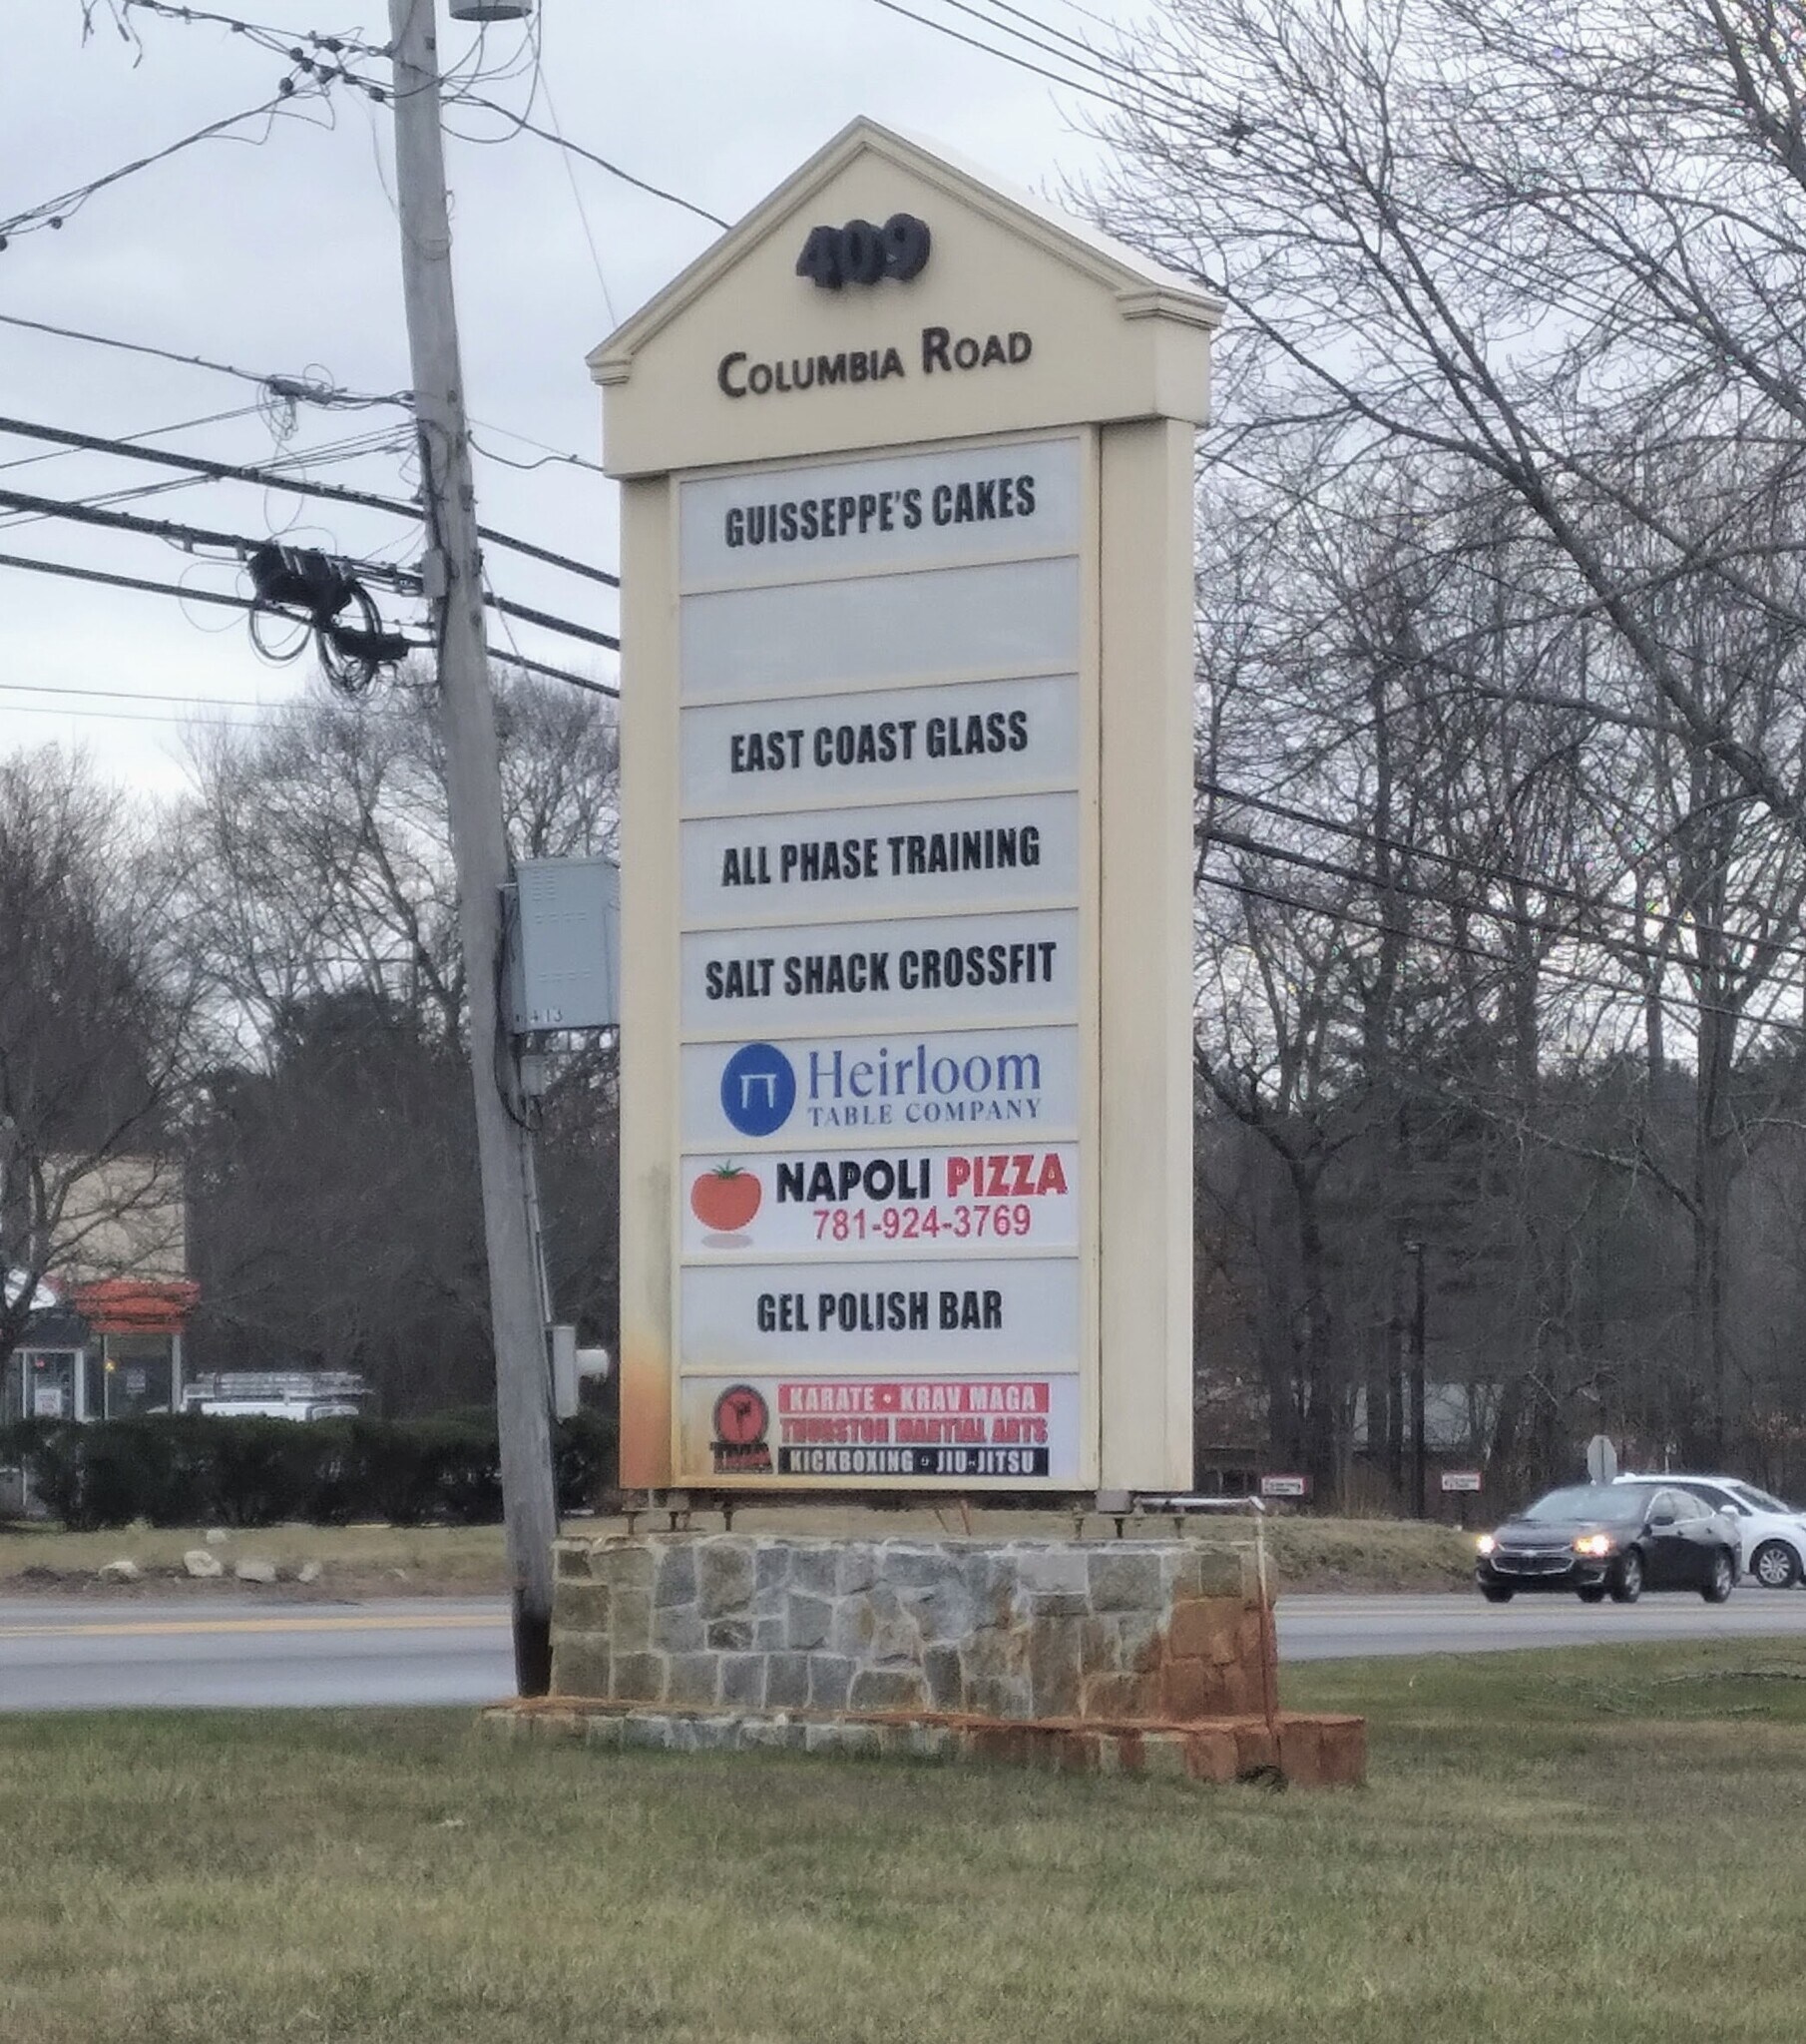 409
COLUMBIA ROAD
GUISSEPPE'S CAKES
EAST COAST GLASS
ALL PHASE TRAINING
SALT SHACK CROSSFIT
Heirloom
TABLE COMPANY
NAPOLI PIZZA
781-924-3769
GEL POLISH BAR
KARATE • KRAV MAGA
THURSTON MARTIAL ARTS
KICKBOXING • JIU-JITSU
413